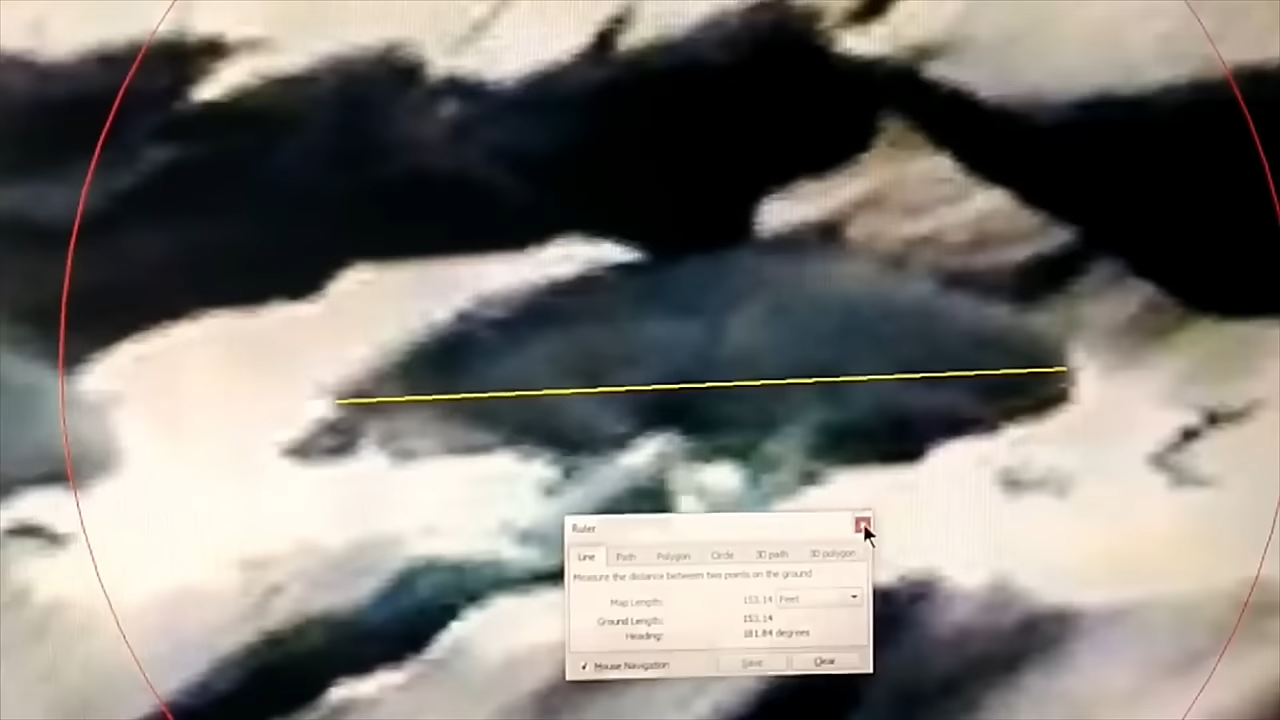 Ruler
Line Path Polygon Circle 3D path 3D polygon
Measure the distance between two points on the ground
Map Length: 153.14 Feet
Ground Length: 153.14
Heading: 181.84 degrees
Mouse Navigation Save Clear